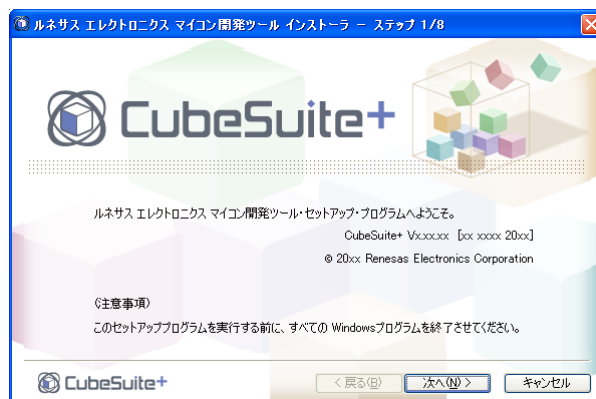 ルネサス エレクトロニクス マイコン開発ツール インストーラ － ステップ 1/8
CubeSuite+
ルネサス エレクトロニクス マイコン開発ツール・セットアップ・プログラムへようこそ。
CubeSuite+ Vx.xx.xx [xx xxxx 20xx]
© 20xx Renesas Electronics Corporation
(注意事項)
このセットアッププログラムを実行する前に、すべての Windowsプログラムを終了させてください。
CubeSuite+
< 戻る(B) 次へ(N) > キャンセル